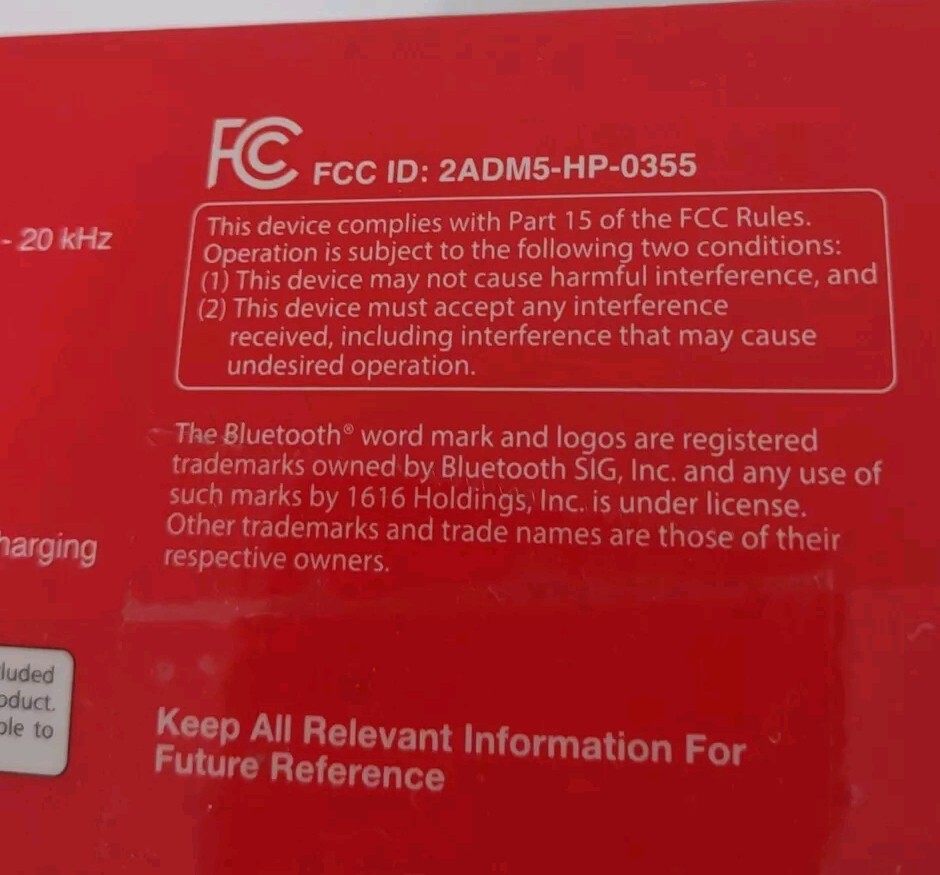 FC FCC ID: 2ADM5-HP-0355
This device complies with Part 15 of the FCC Rules.
Operation is subject to the following two conditions:
(1) This device may not cause harmful interference, and
(2) This device must accept any interference
received, including interference that may cause
undesired operation.
- 20 kHz
The Bluetooth® word mark and logos are registered
trademarks owned by Bluetooth SIG, Inc. and any use of
such marks by 1616 Holdings, Inc. is under license.
Other trademarks and trade names are those of their
respective owners.
harging
luded
oduct.
ble to
Keep All Relevant Information For
Future Reference